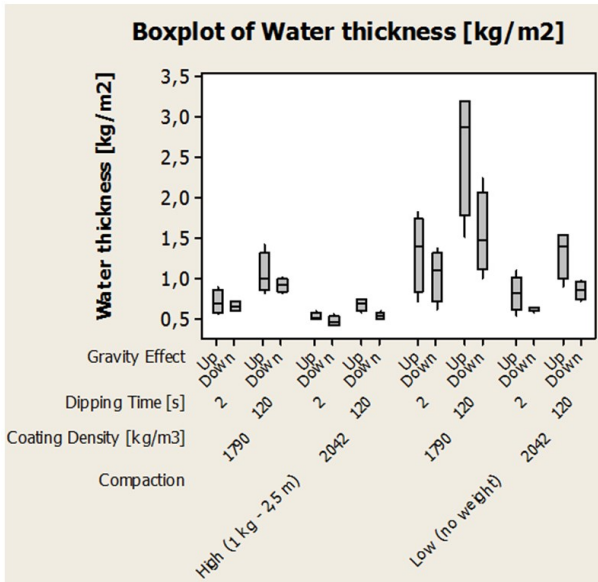 Boxplot of Water thickness [kg/m2]
Water thickness [kg/m2]
3,5
3,0
2,5
2,0
1,5
1,0
0,5
Gravity Effect Up Down Up Down Up Down Up Down Up Down Up Down Up Down Up Down
Dipping Time [s] 2 120 2 120 2 120 2 120
Coating Density [kg/m3] 1790 2042 1790 2042
Compaction High (1 kg - 2,5 m) Low (no weight)